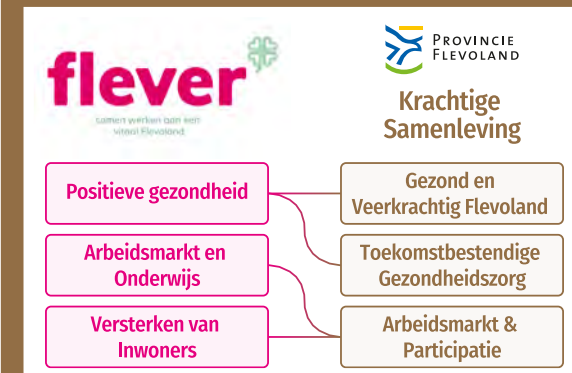 flever
samen werken aan een
vitaal Flevoland
PROVINCIE
FLEVOLAND
Krachtige
Samenleving
Positieve gezondheid
Gezond en
Veerkrachtig Flevoland
Arbeidsmarkt en
Onderwijs
Toekomstbestendige
Gezondheidszorg
Versterken van
Inwoners
Arbeidsmarkt &
Participatie